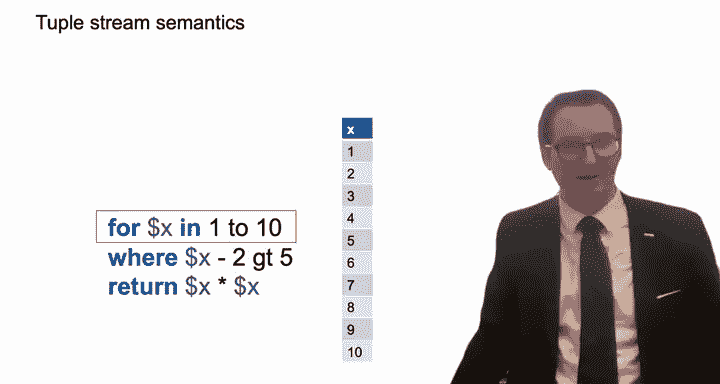 Tuple stream semantics
for $x in 1 to 10
where $x - 2 gt 5
return $x * $x
x
1
2
3
4
5
6
7
8
9
10